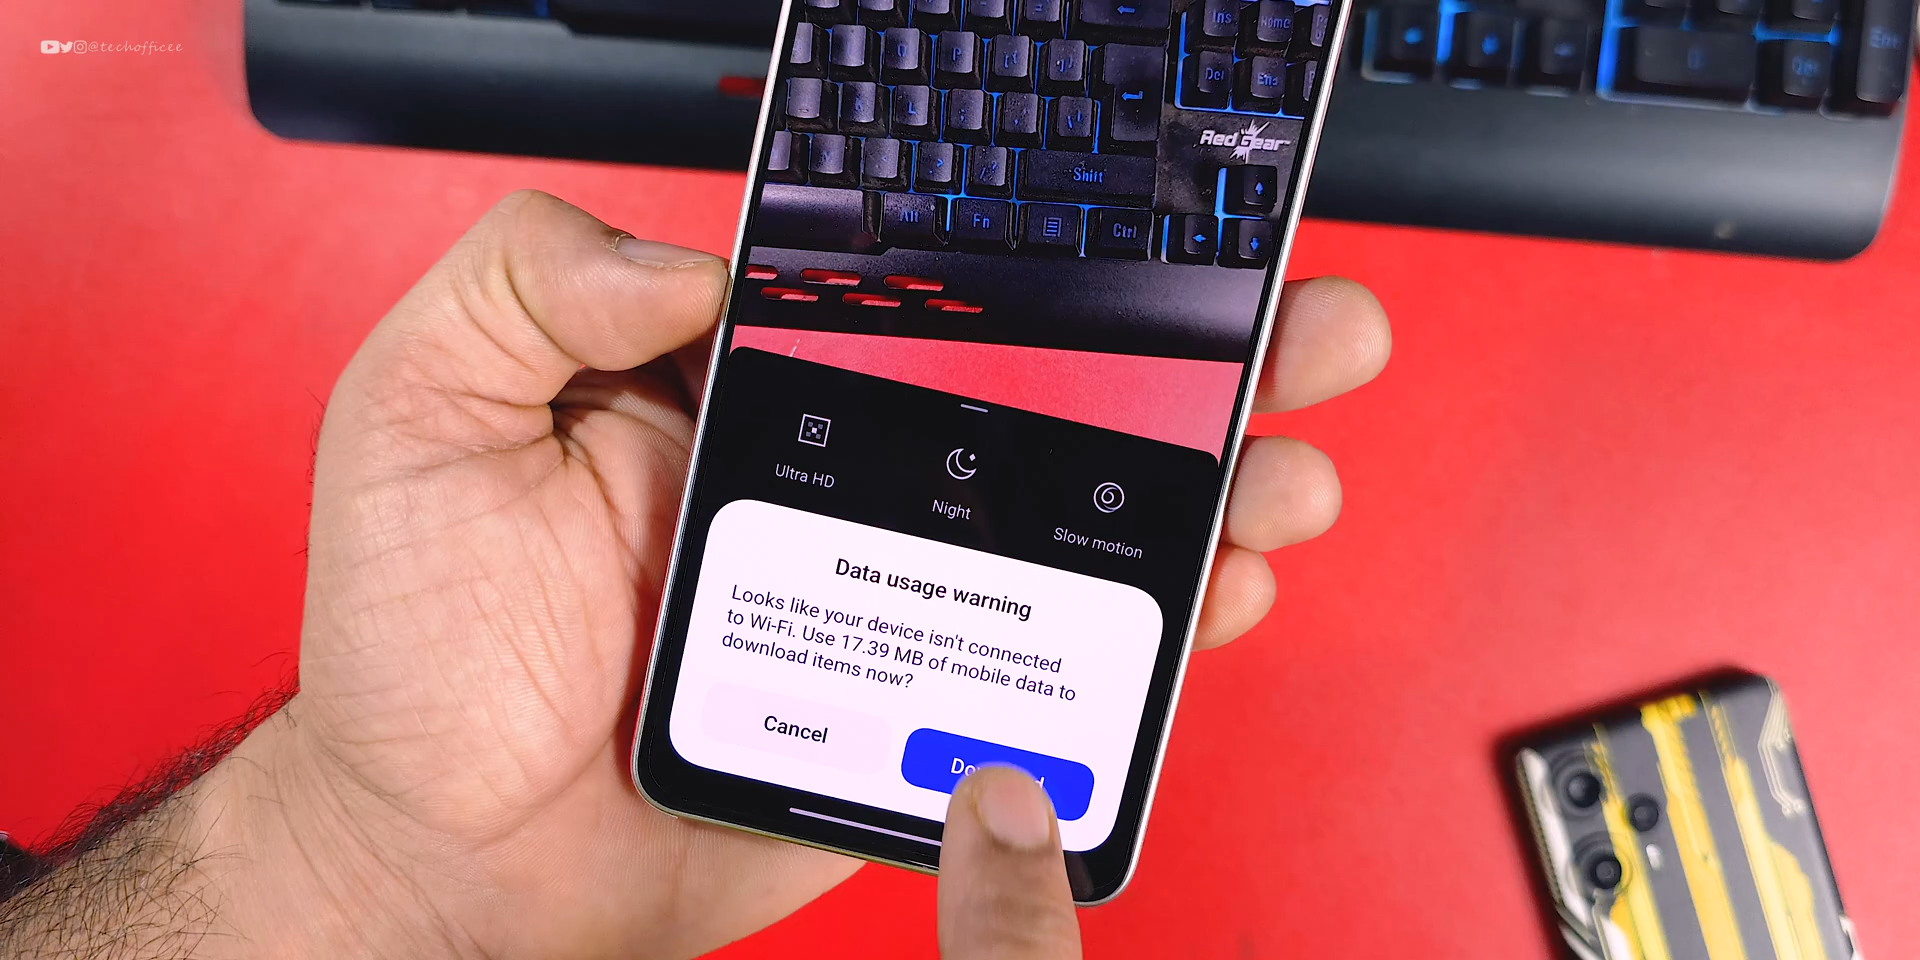 @techofficee
Ins
Home
Del
End
Red Gear
Shift
Alt
Fn
Ctrl
Ultra HD
Night
Slow motion
Data usage warning
Looks like your device isn't connected
to Wi-Fi. Use 17.39 MB of mobile data to
download items now?
Cancel